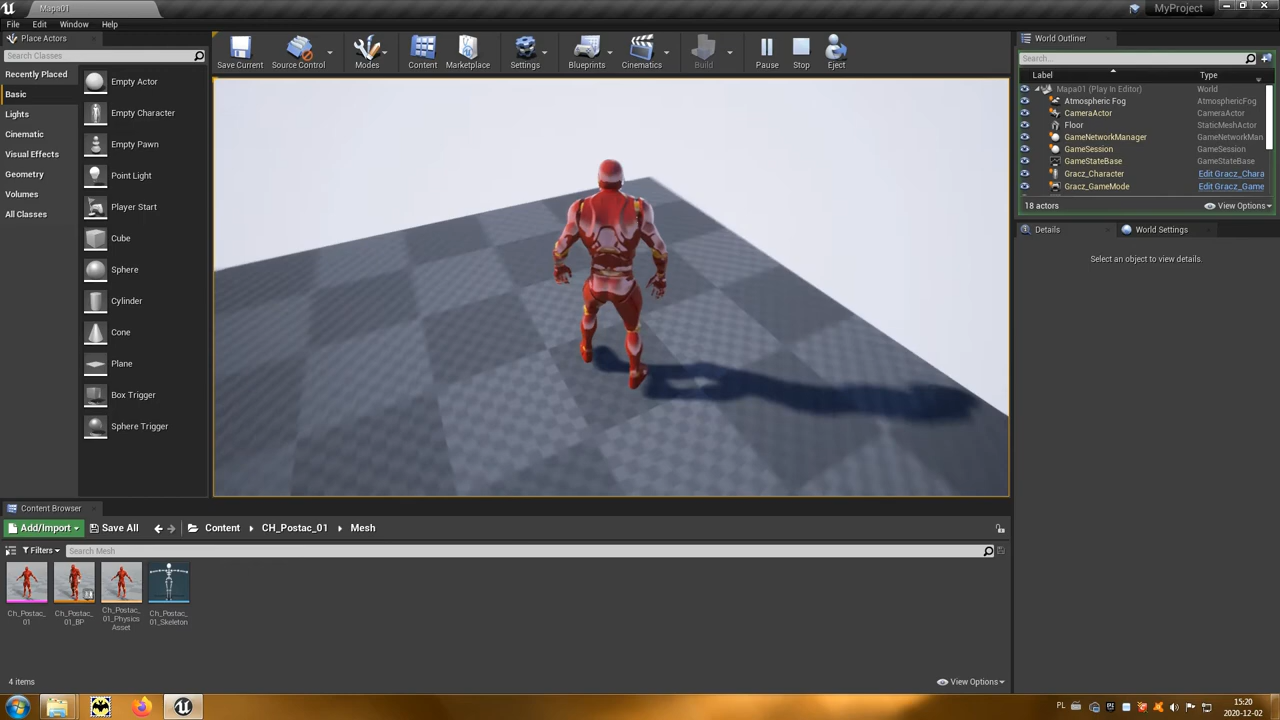 Mapa01
MyProject
File
Edit
Window
Help
Place Actors
Search Classes
Recently Placed
Basic
Lights
Cinematic
Visual Effects
Geometry
Volumes
All Classes
Empty Actor
Empty Character
Empty Pawn
Point Light
Player Start
Cube
Sphere
Cylinder
Cone
Plane
Box Trigger
Sphere Trigger
Save Current
Source Control
Modes
Content
Marketplace
Settings
Blueprints
Cinematics
Build
Pause
Stop
Eject
World Outliner
Search...
Label
Type
Mapa01 (Play In Editor)
World
Atmospheric Fog
AtmosphericFog
CameraActor
CameraActor
Floor
StaticMeshActor
GameNetworkManager
GameNetworkMan
GameSession
GameSession
GameStateBase
GameStateBase
Gracz_Character
Edit Gracz_Chara
Gracz_GameMode
Edit Gracz_Game
18 actors
View Options
Details
World Settings
Select an object to view details.
Content Browser
Add/Import
Save All
Content
CH_Postac_01
Mesh
Filters
Search Mesh
Ch_Postac_
01
Ch_Postac_
01_BP
Ch_Postac_
01_Physics
Asset
Ch_Postac_
01_Skeleton
4 items
View Options
PL
15:20
2020-12-02